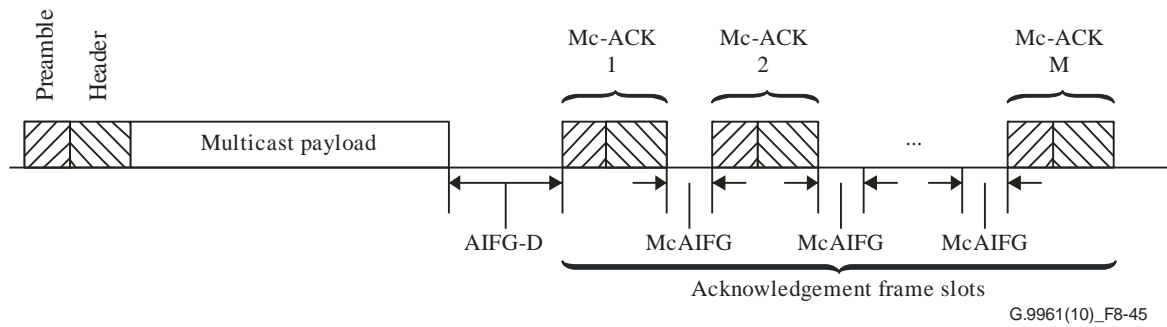 Preamble
Header
Mc-ACK
1
Mc-ACK
2
Mc-ACK
M
Multicast payload
...
AIFG-D
McAIFG
McAIFG
McAIFG
Acknowledgement frame slots
G.9961(10)_F8-45